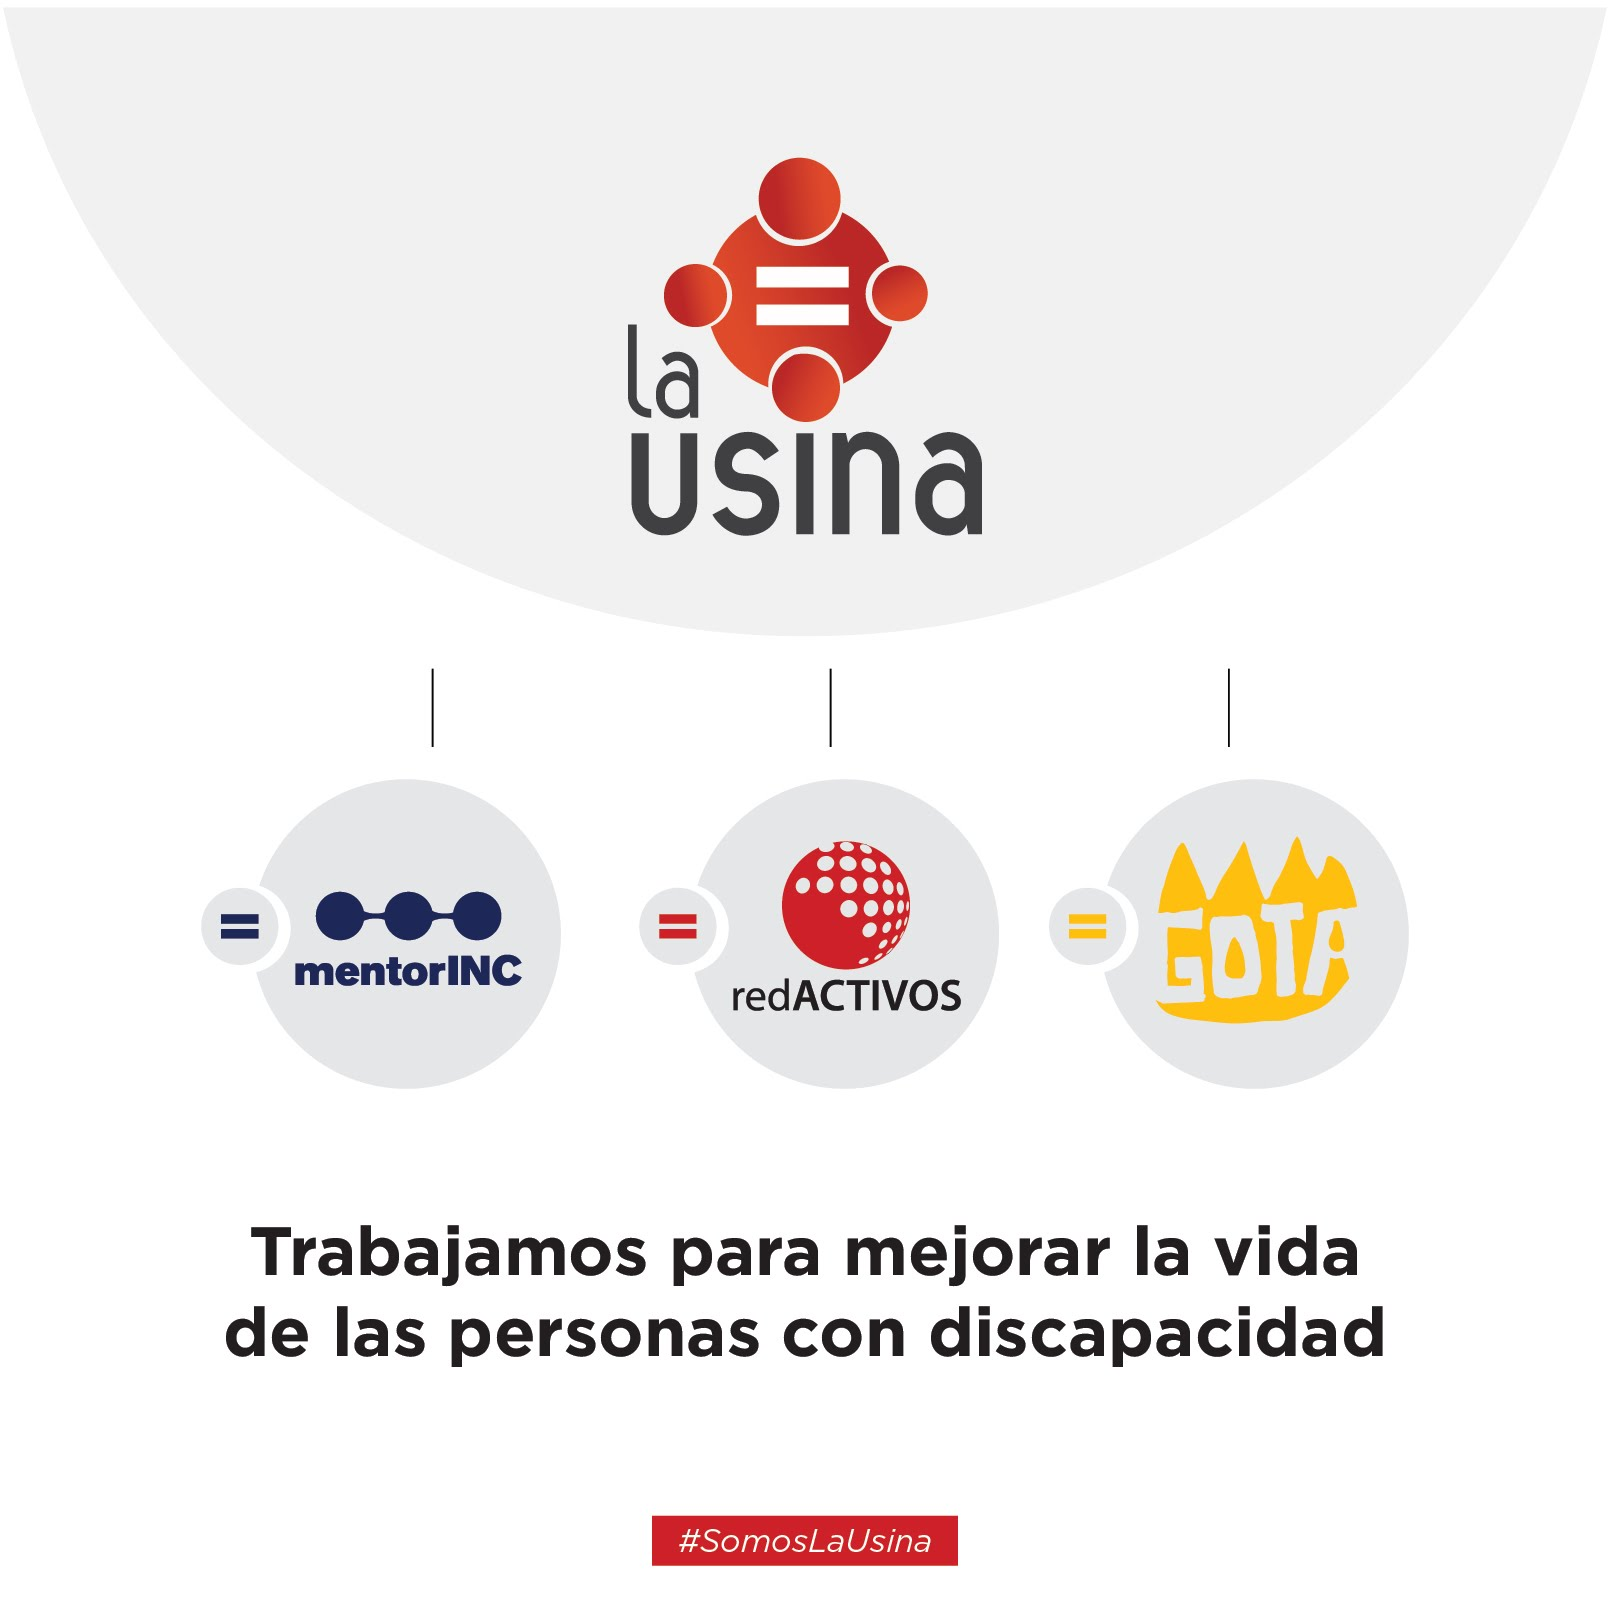 la
usina
mentorINC
redACTIVOS
GOTA
Trabajamos para mejorar la vida
de las personas con discapacidad
#SomosLaUsina